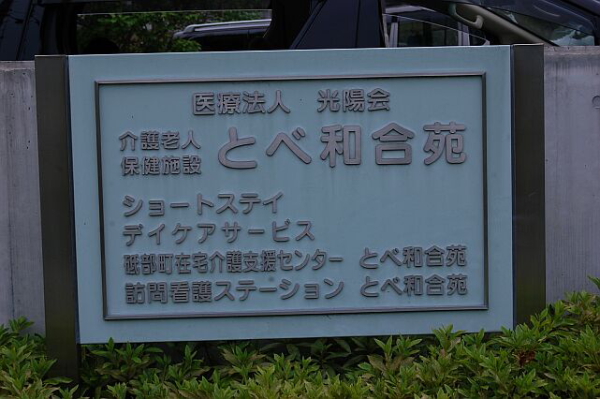 医療法人 光陽会
介護老人保健施設 とべ和合苑
ショートステイ
デイケアサービス
砥部町在宅介護支援センター とべ和合苑
訪問看護ステーション とべ和合苑